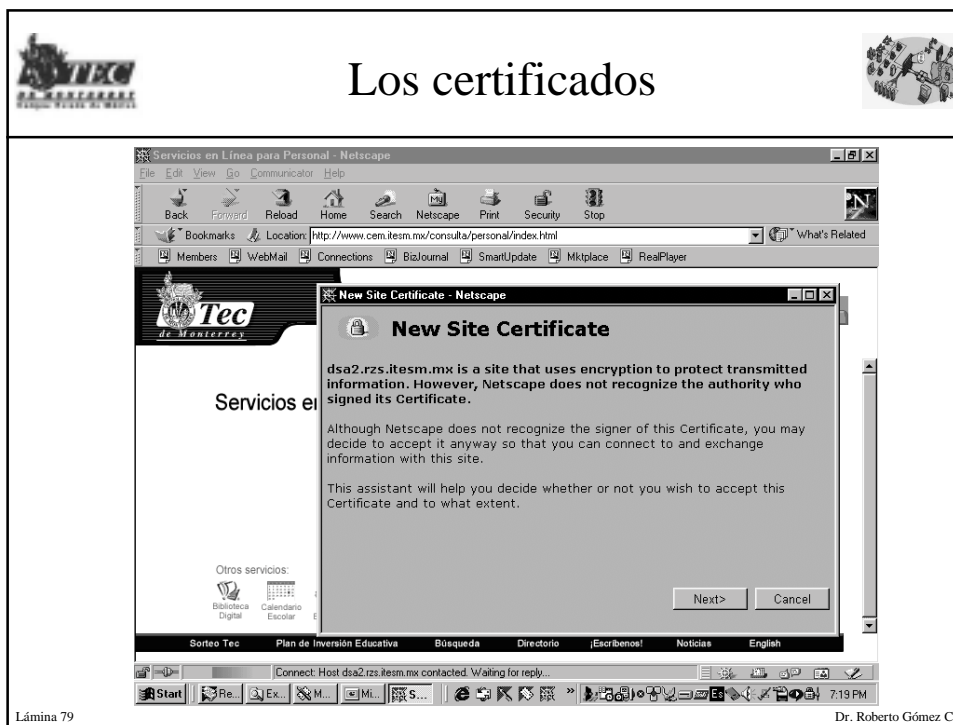 TEC
DE MONTERREY
Los certificados
Servicios en Línea para Personal - Netscape
File Edit View Go Communicator Help
Back Forward Reload Home Search Netscape Print Security Stop
My
N
Bookmarks Location: http://www.cem.itesm.mx/consulta/personal/index.html What's Related
Members WebMail Connections BizJournal SmartUpdate Mktplace RealPlayer
Tec
de Monterrey
New Site Certificate - Netscape
New Site Certificate
dsa2.rzs.itesm.mx is a site that uses encryption to protect transmitted
information. However, Netscape does not recognize the authority who
signed its Certificate.
Although Netscape does not recognize the signer of this Certificate, you may
decide to accept it anyway so that you can connect to and exchange
information with this site.
This assistant will help you decide whether or not you wish to accept this
Certificate and to what extent.
Next> Cancel
Servicios e
Otros servicios:
Biblioteca
Digital
Calendario
Escolar
E
Sorteo Tec Plan de Inversión Educativa Búsqueda Directorio ¡Escríbenos! Noticias English
Connect: Host dsa2.rzs.itesm.mx contacted. Waiting for reply...
Start Re... Ex... M... Mi... S... » Es 7:19 PM
Lámina 79
Dr. Roberto Gómez C